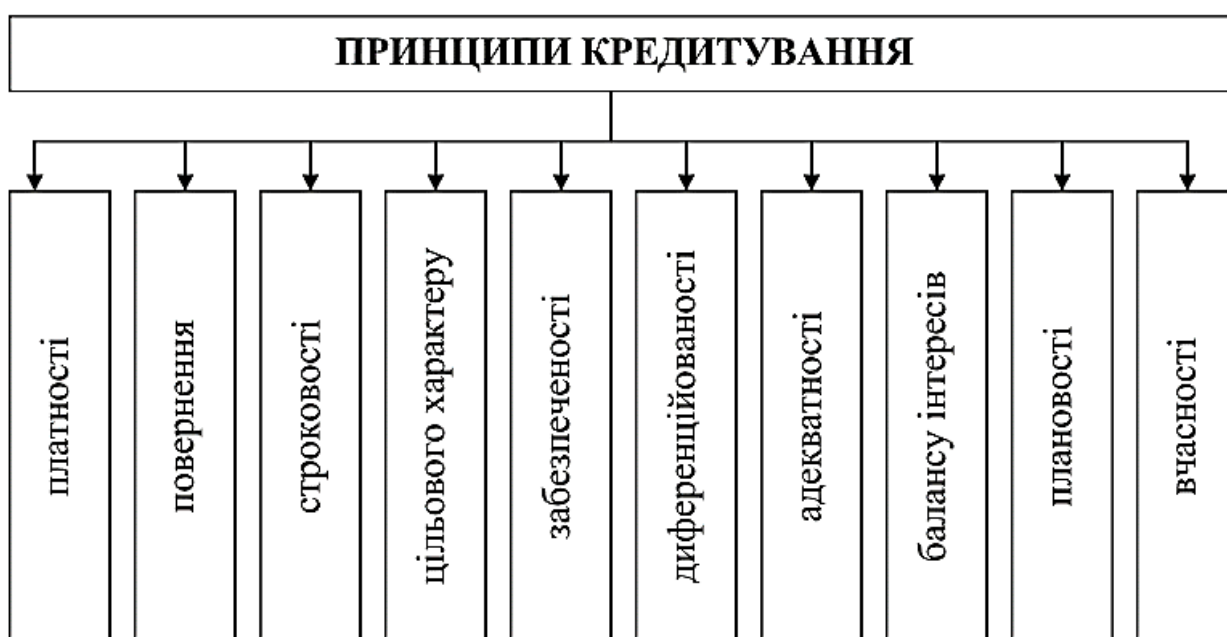 ПРИНЦИПИ КРЕДИТУВАННЯ
платності
повернення
строковості
цільового характеру
забезпеченості
диференційованості
адекватності
балансу інтересів
плановості
вчасності